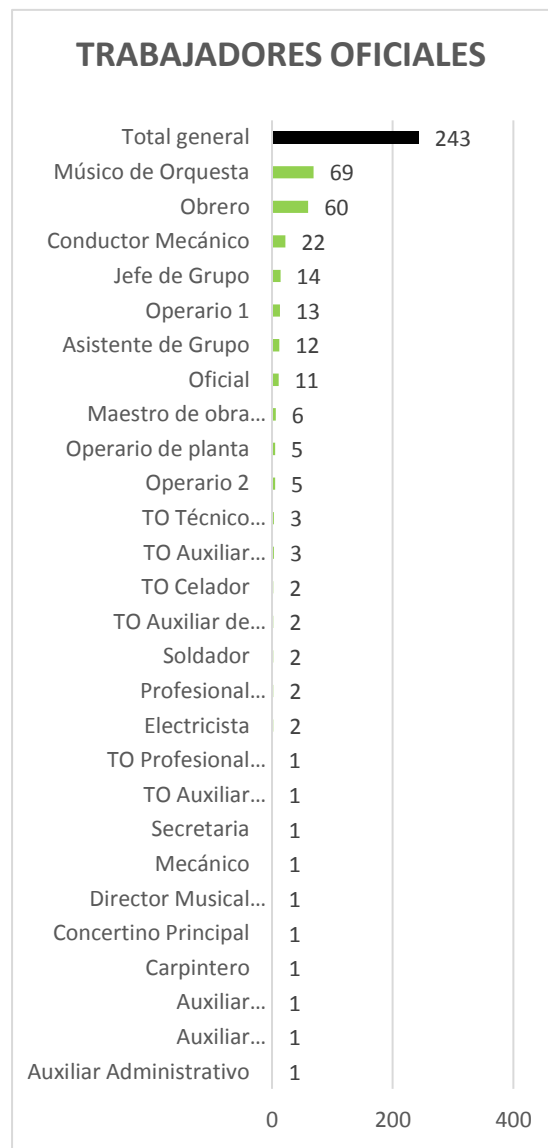 TRABAJADORES OFICIALES
Total general 243
Músico de Orquesta 69
Obrero 60
Conductor Mecánico 22
Jefe de Grupo 14
Operario 1 13
Asistente de Grupo 12
Oficial 11
Maestro de obra… 6
Operario de planta 5
Operario 2 5
TO Técnico… 3
TO Auxiliar… 3
TO Celador 2
TO Auxiliar de… 2
Soldador 2
Profesional… 2
Electricista 2
TO Profesional… 1
TO Auxiliar… 1
Secretaria 1
Mecánico 1
Director Musical… 1
Concertino Principal 1
Carpintero 1
Auxiliar… 1
Auxiliar… 1
Auxiliar Administrativo 1
0 200 400